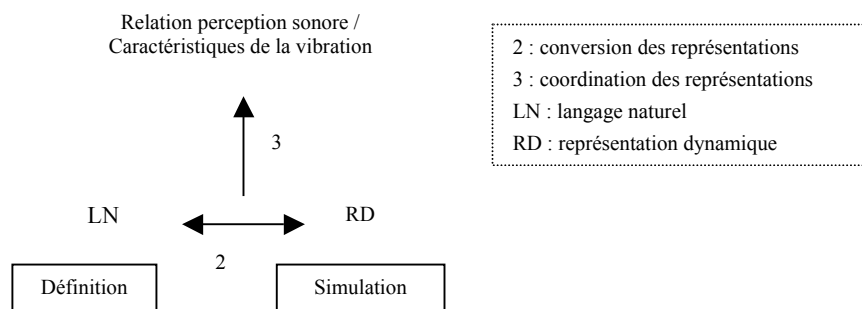 Relation perception sonore /
Caractéristiques de la vibration
3
LN
RD
2
Définition
Simulation
2 : conversion des représentations
3 : coordination des représentations
LN : langage naturel
RD : représentation dynamique